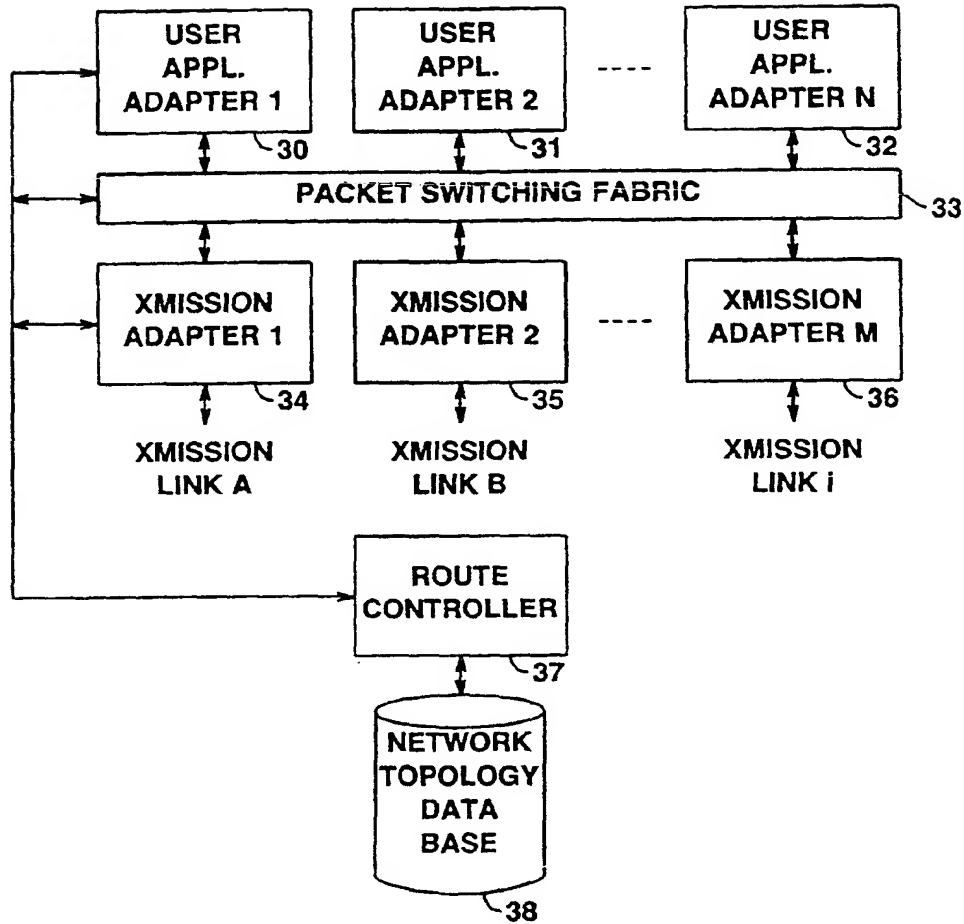 USER
APPL.
ADAPTER 1
30
USER
APPL.
ADAPTER 2
31
USER
APPL.
ADAPTER N
32
PACKET SWITCHING FABRIC
33
XMISSION
ADAPTER 1
34
XMISSION
ADAPTER 2
35
XMISSION
ADAPTER M
36
XMISSION
LINK A
XMISSION
LINK B
XMISSION
LINK i
ROUTE
CONTROLLER
37
NETWORK
TOPOLOGY
DATA
BASE
38